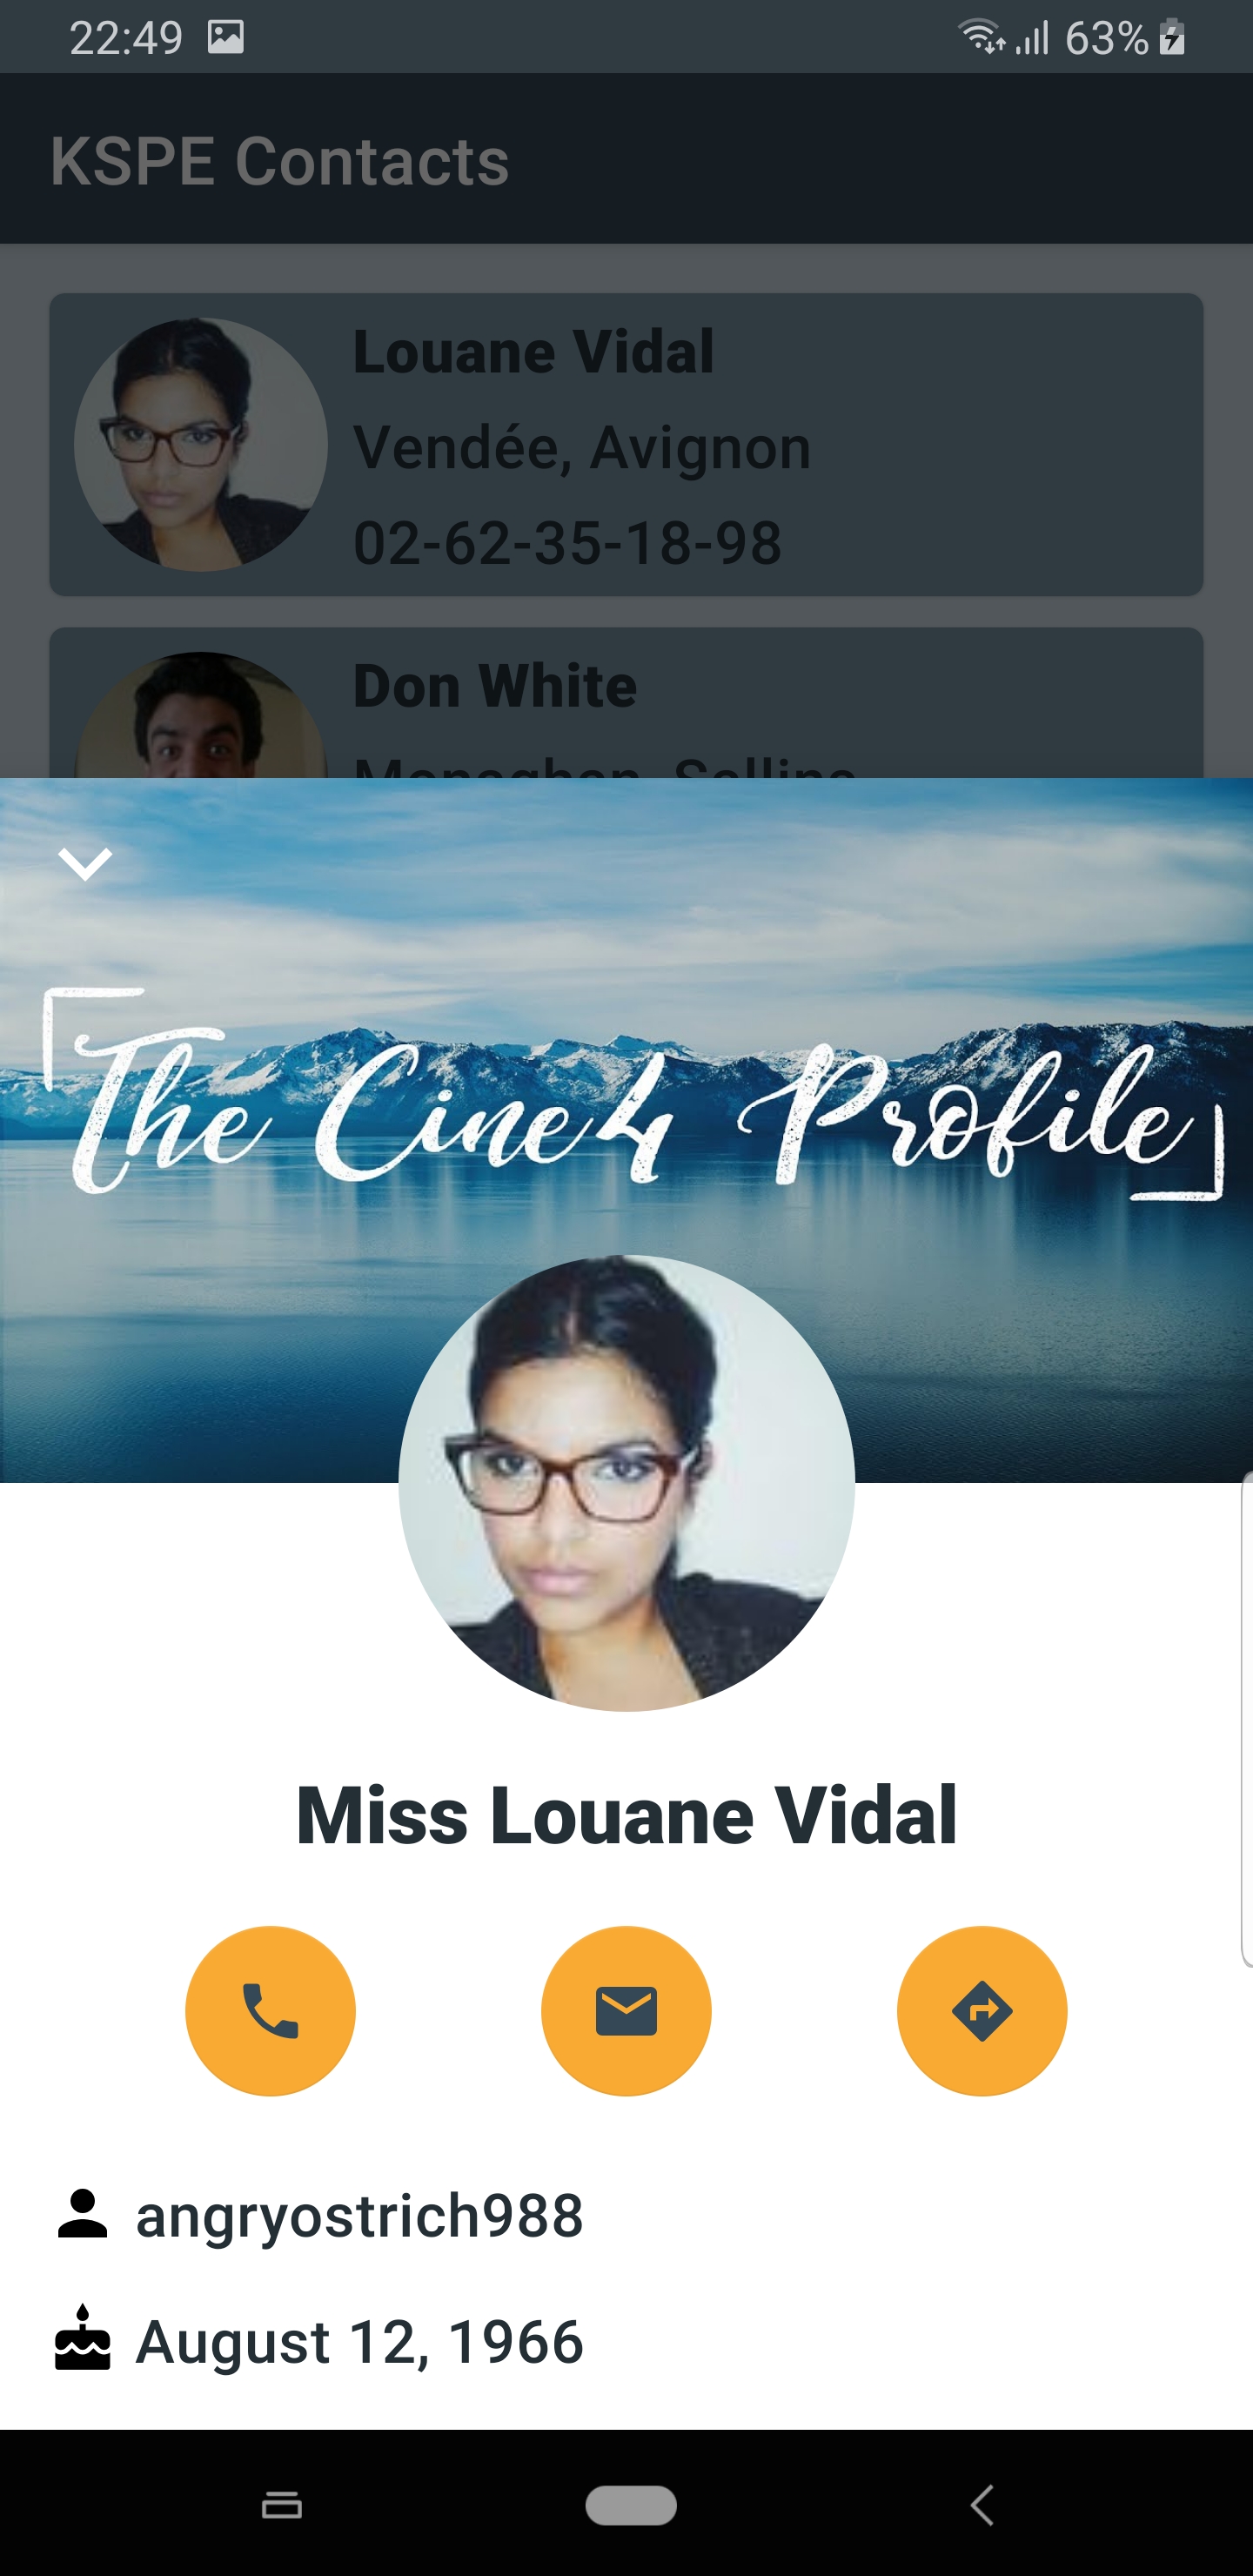 22:49 63%
KSPE Contacts
Louane Vidal
Vendée, Avignon
02-62-35-18-98
Don White
The Cine4 Profile
Miss Louane Vidal
angryostrich988
August 12, 1966